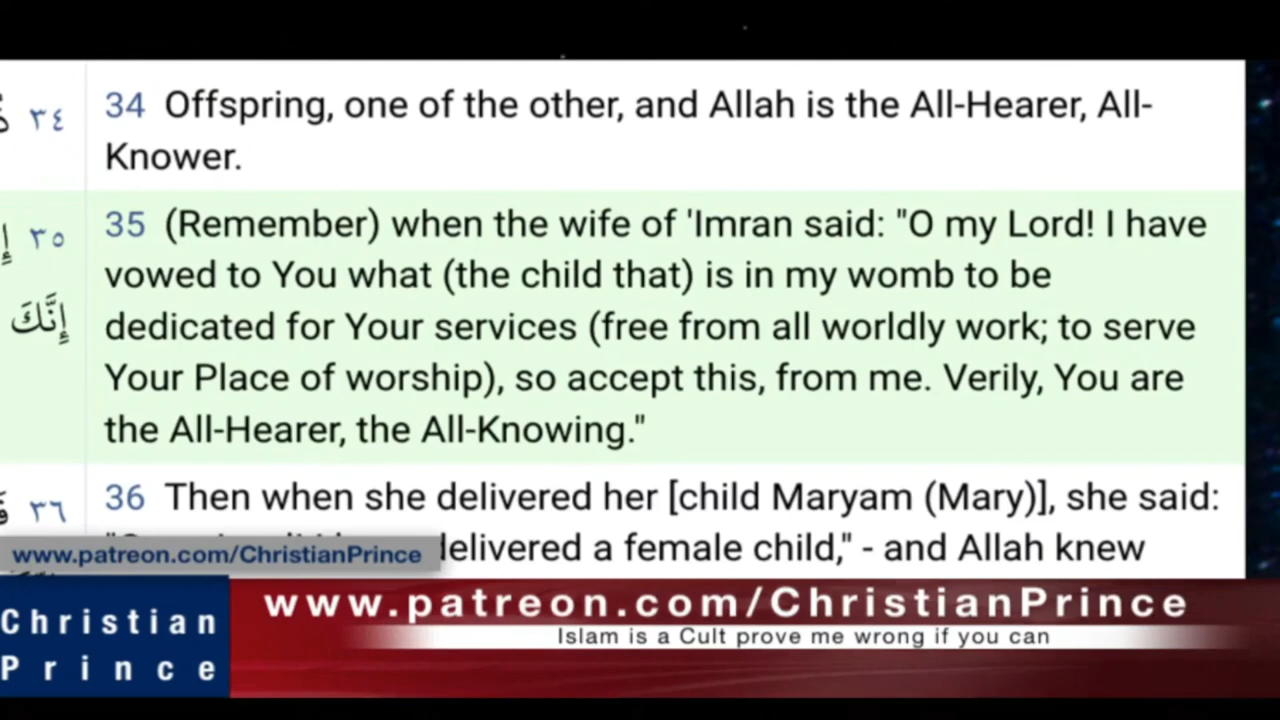 34 Offspring, one of the other, and Allah is the All-Hearer, All-
٣٤
Knower.
35 (Remember) when the wife of 'Imran said: "O my Lord! I have
٣٥
vowed to You what (the child that) is in my womb to be
إِنَّكَ
dedicated for Your services (free from all worldly work; to serve
Your Place of worship), so accept this, from me. Verily, You are
the All-Hearer, the All-Knowing."
36 Then when she delivered her [child Maryam (Mary)], she said:
٣٦
delivered a female child," - and Allah knew
www.patreon.com/ChristianPrince
Christian
Prince
www.patreon.com/ChristianPrince
Islam is a Cult prove me wrong if you can